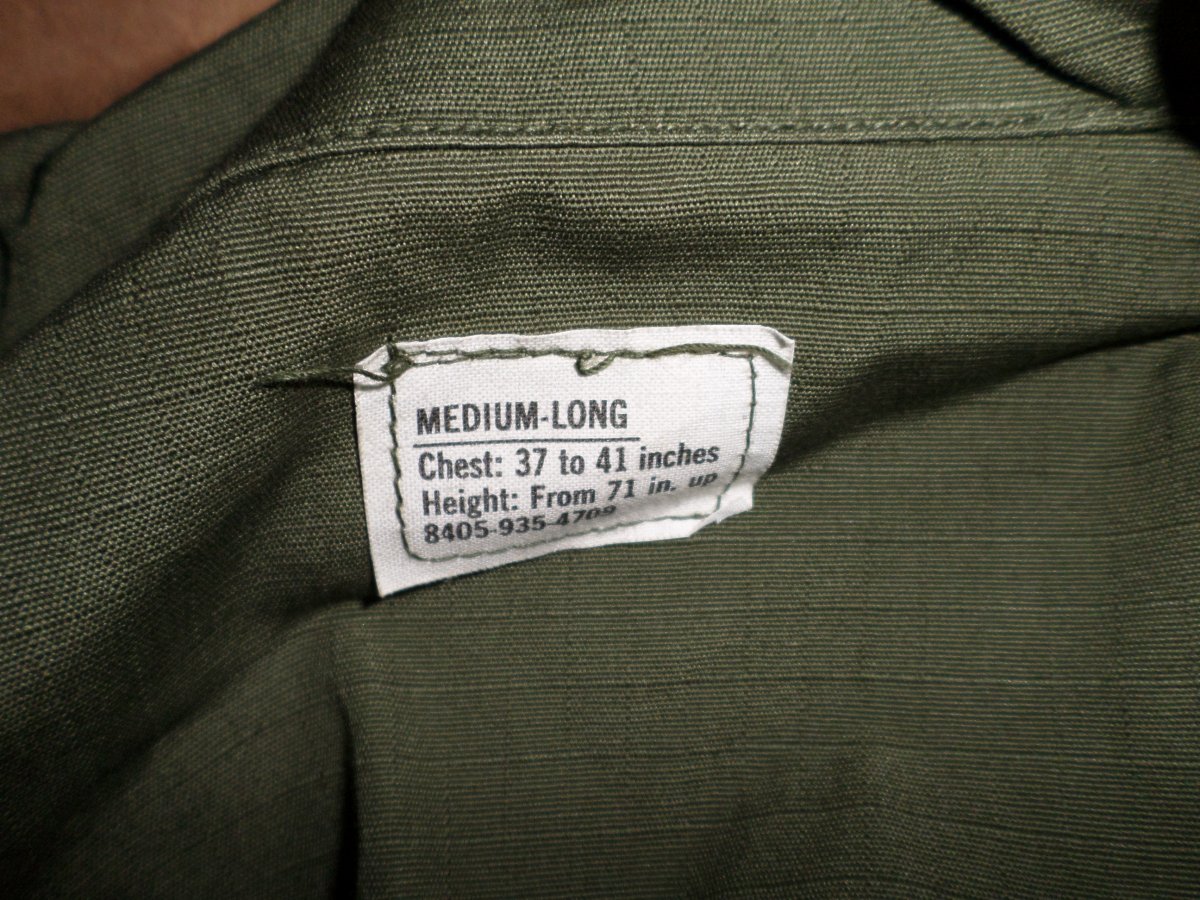 MEDIUM-LONG
Chest: 37 to 41 inches
Height: From 71 in. up
8405-935-4709